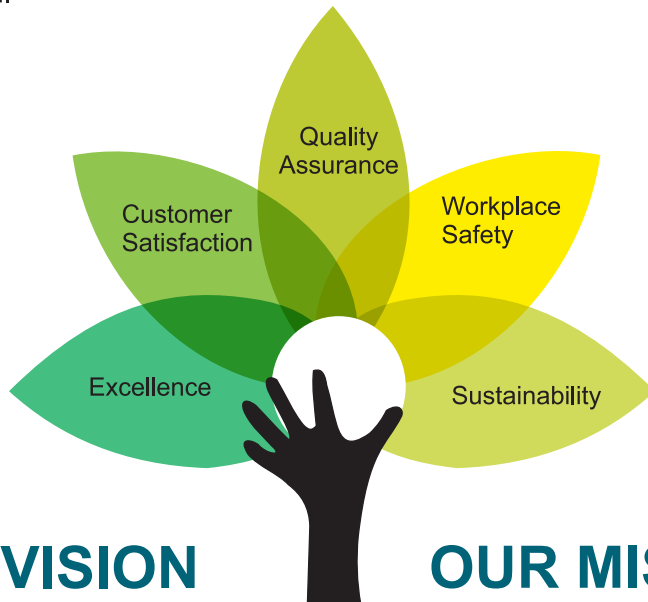 Quality
Assurance
Customer
Satisfaction
Workplace
Safety
Excellence
Sustainability
VISION
OUR MIS